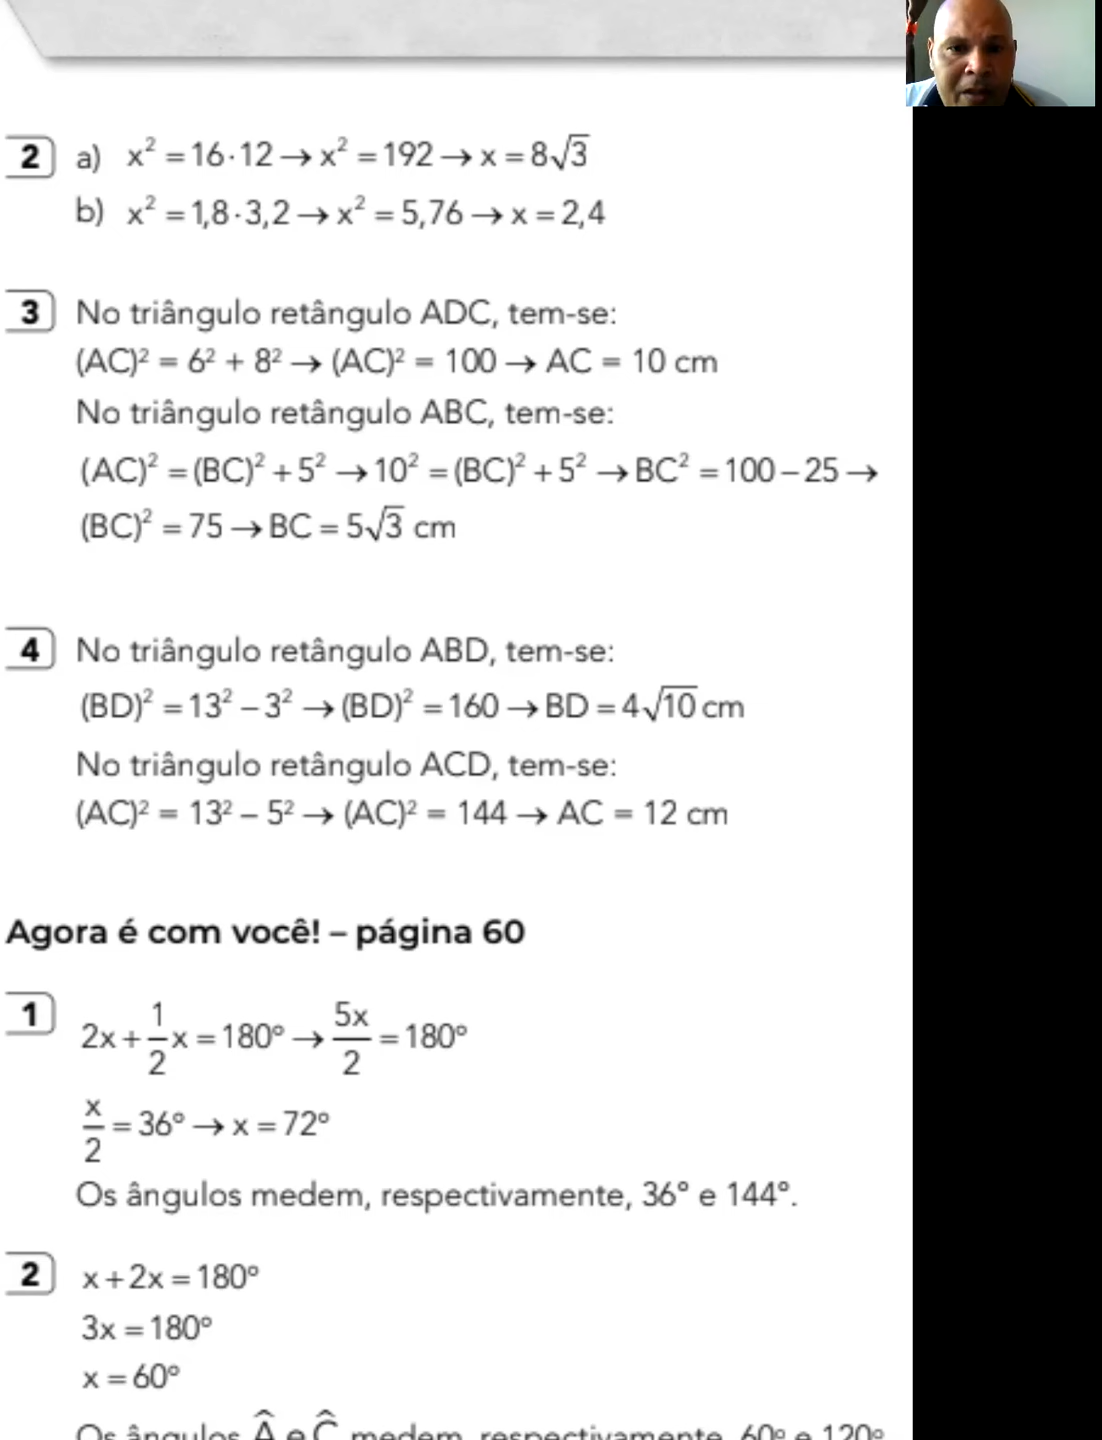 2 a) x² = 16·12 → x² = 192 → x = 8√3
b) x² = 1,8·3,2 → x² = 5,76 → x = 2,4
3 No triângulo retângulo ADC, tem-se:
(AC)² = 6² + 8² → (AC)² = 100 → AC = 10 cm
No triângulo retângulo ABC, tem-se:
(AC)² = (BC)² + 5² → 10² = (BC)² + 5² → BC² = 100 – 25 →
(BC)² = 75 → BC = 5√3 cm
4 No triângulo retângulo ABD, tem-se:
(BD)² = 13² – 3² → (BD)² = 160 → BD = 4√10 cm
No triângulo retângulo ACD, tem-se:
(AC)² = 13² – 5² → (AC)² = 144 → AC = 12 cm
Agora é com você! – página 60
1 2x + 1/2 x = 180° → 5x/2 = 180°
x/2 = 36° → x = 72°
Os ângulos medem, respectivamente, 36° e 144°.
2 x + 2x = 180°
3x = 180°
x = 60°
Os ângulos Â e Ĉ medem, respectivamente, 60° e 120°